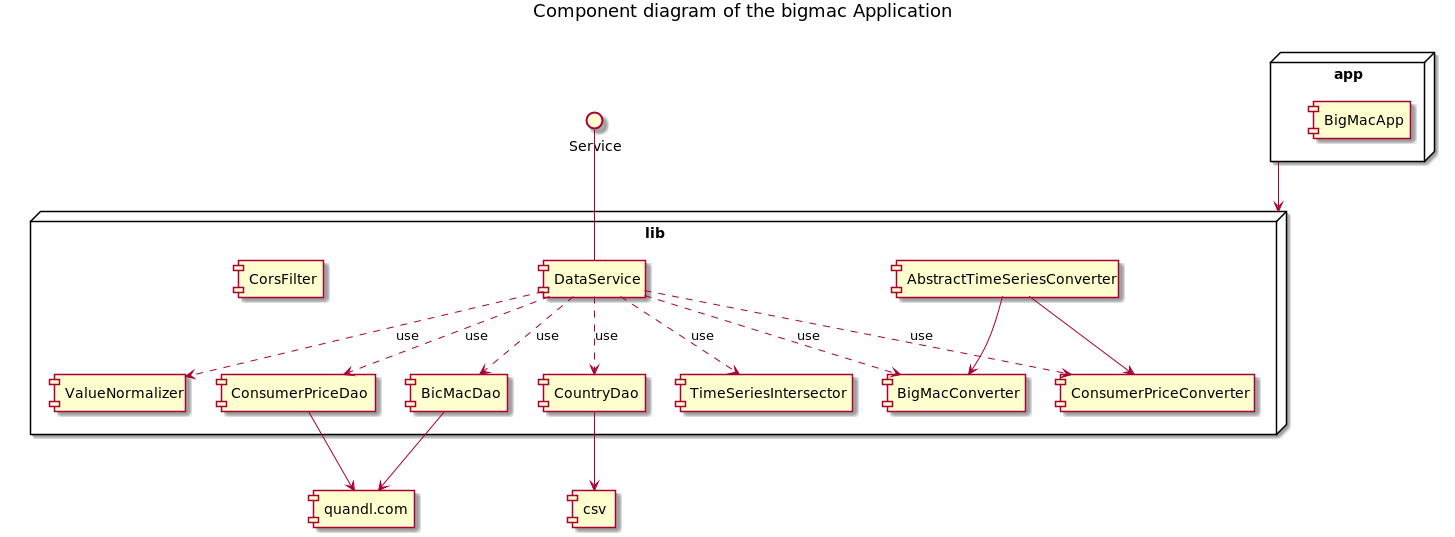 Component diagram of the bigmac Application
app
BigMacApp
Service
lib
CorsFilter
DataService
AbstractTimeSeriesConverter
use
use
use
use
use
use
use
ValueNormalizer
ConsumerPriceDao
BicMacDao
CountryDao
TimeSeriesIntersector
BigMacConverter
ConsumerPriceConverter
quandl.com
csv